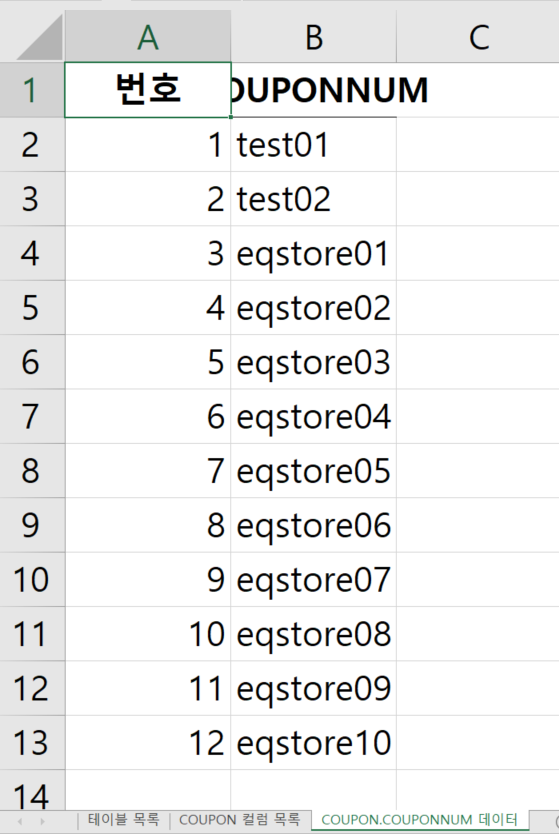 A B C
1 번호 OUPONNUM
2 1 test01
3 2 test02
4 3 eqstore01
5 4 eqstore02
6 5 eqstore03
7 6 eqstore04
8 7 eqstore05
9 8 eqstore06
10 9 eqstore07
11 10 eqstore08
12 11 eqstore09
13 12 eqstore10
14
테이블 목록 COUPON 컬럼 목록 COUPON.COUPONNUM 데이터